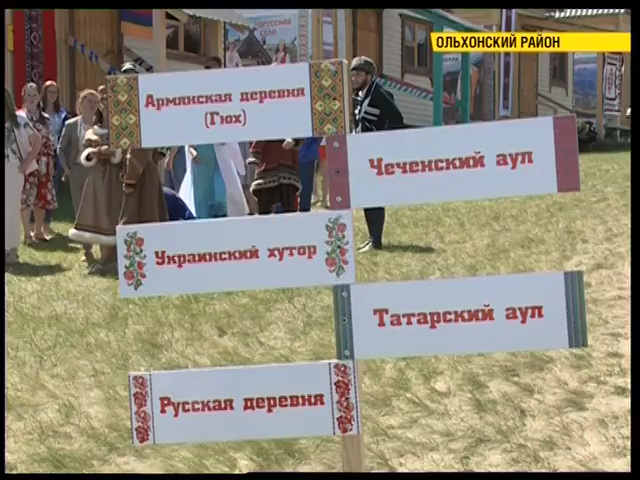 ОЛЬХОНСКИЙ РАЙОН
Армянская деревня
(Гюх)
Чеченский аул
Украинский хутор
Татарский аул
Русская деревня